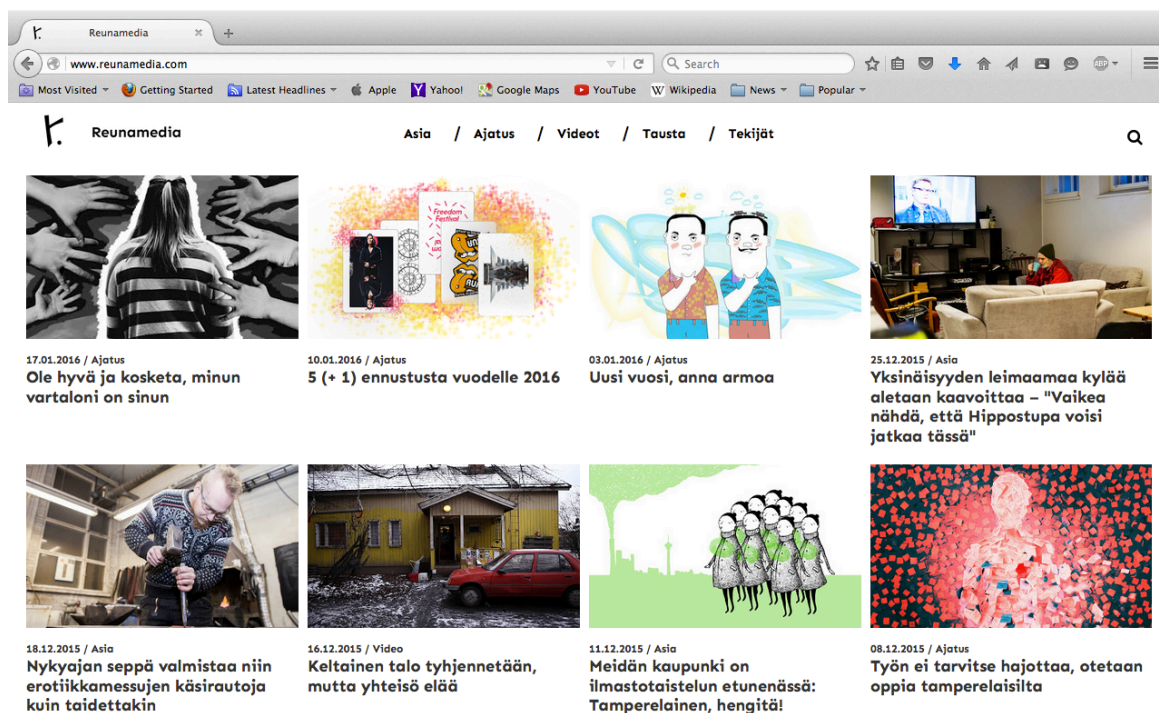 Reunamedia
www.reunamedia.com
Search
ABP
Most Visited
Getting Started
Latest Headlines
Apple
Yahoo!
Google Maps
YouTube
Wikipedia
News
Popular
r.
Reunamedia
Asia / Ajatus / Videot / Tausta / Tekijät
Freedom
Festival
17.01.2016 / Ajatus
Ole hyvä ja kosketa, minun
vartaloni on sinun
10.01.2016 / Ajatus
5 (+ 1) ennustusta vuodelle 2016
03.01.2016 / Ajatus
Uusi vuosi, anna armoa
25.12.2015 / Asia
Yksinäisyyden leimaamaa kylää
aletaan kaavoittaa – "Vaikea
nähdä, että Hippostupa voisi
jatkaa tässä"
18.12.2015 / Asia
Nykyajan seppä valmistaa niin
erotiikkamessujen käsirautoja
kuin taidettakin
16.12.2015 / Video
Keltainen talo tyhjennetään,
mutta yhteisö elää
11.12.2015 / Asia
Meidän kaupunki on
ilmastotaistelun etunenässä:
Tamperelainen, hengitä!
08.12.2015 / Ajatus
Työn ei tarvitse hajottaa, otetaan
oppia tamperelaisilta